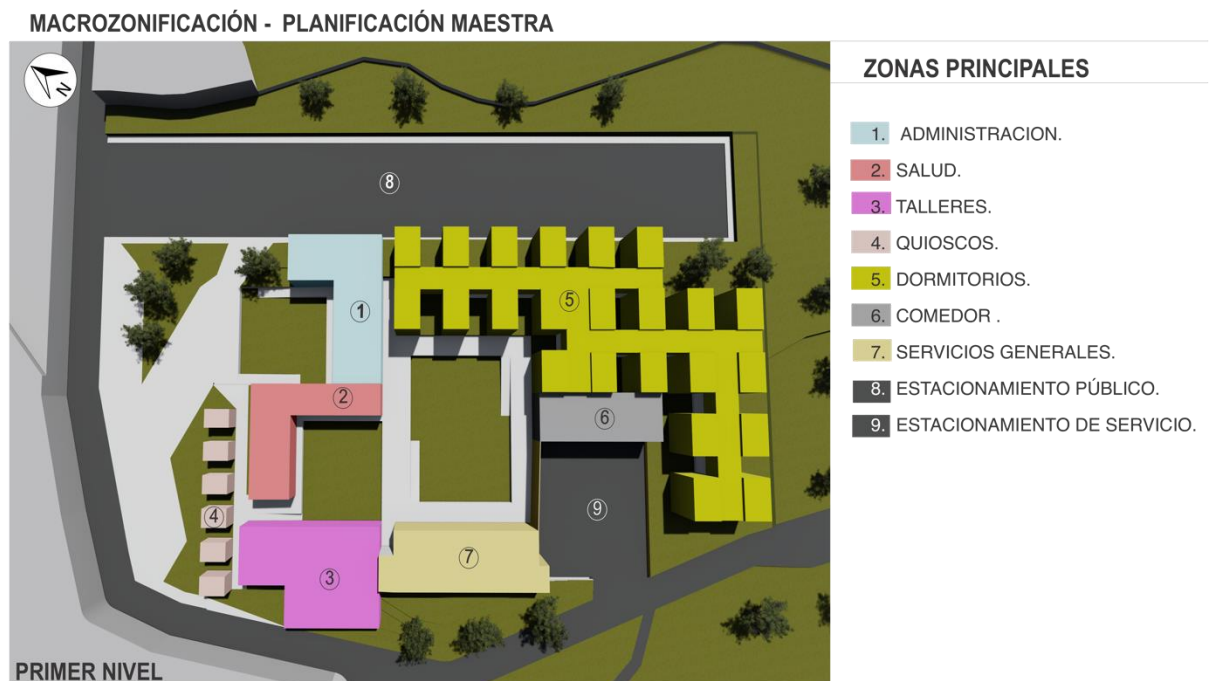 MACROZONIFICACIÓN - PLANIFICACIÓN MAESTRA
N
ZONAS PRINCIPALES
1. ADMINISTRACION.
2. SALUD.
3. TALLERES.
4. QUIOSCOS.
5. DORMITORIOS.
6. COMEDOR .
7. SERVICIOS GENERALES.
8. ESTACIONAMIENTO PÚBLICO.
9. ESTACIONAMIENTO DE SERVICIO.
8
5
1
2
6
9
4
7
3
PRIMER NIVEL